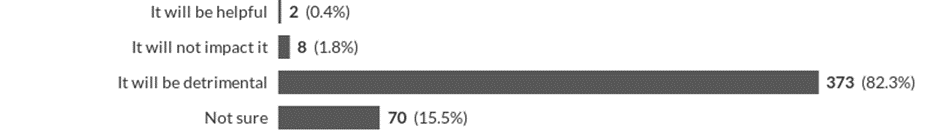 It will be helpful 2 (0.4%)
It will not impact it 8 (1.8%)
It will be detrimental 373 (82.3%)
Not sure 70 (15.5%)